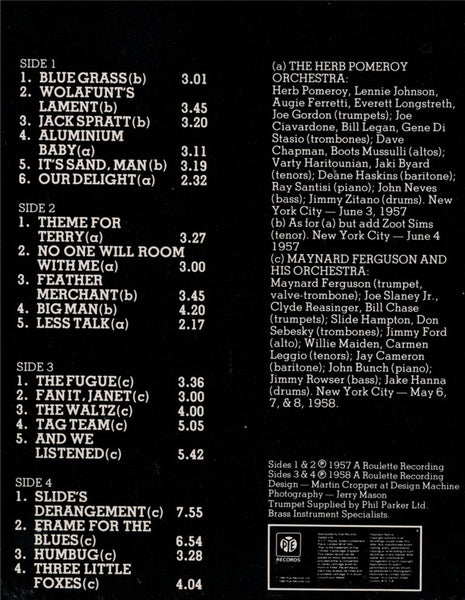 SIDE 1
1. BLUE GRASS(b) 3.01
2. WOLAFUNT'S
LAMENT(b) 3.45
3. JACK SPRATT(b) 3.20
4. ALUMINIUM
BABY(a) 3.11
5. IT'S SAND, MAN(b) 3.19
6. OUR DELIGHT(a) 2.32
SIDE 2
1. THEME FOR
TERRY(a) 3.27
2. NO ONE WILL ROOM
WITH ME(a) 3.00
3. FEATHER
MERCHANT(b) 3.45
4. BIG MAN(b) 4.20
5. LESS TALK(a) 2.17
SIDE 3
1. THE FUGUE(c) 3.36
2. FAN IT, JANET(c) 3.00
3. THE WALTZ(c) 4.00
4. TAG TEAM(c) 5.05
5. AND WE
LISTENED(c) 5.42
SIDE 4
1. SLIDE'S
DERANGEMENT(c) 7.55
2. FRAME FOR THE
BLUES(c) 6.54
3. HUMBUG(c) 3.28
4. THREE LITTLE
FOXES(c) 4.04
(a) THE HERB POMEROY
ORCHESTRA:
Herb Pomeroy, Lennie Johnson,
Augie Ferretti, Everett Longstreth,
Joe Gordon (trumpets); Joe
Ciavardone, Bill Legan, Gene Di
Stasio (trombones); Dave
Chapman, Boots Mussulli (altos);
Varty Haritounian, Jaki Byard
(tenors); Deane Haskins (baritone);
Ray Santisi (piano); John Neves
(bass); Jimmy Zitano (drums). New
York City — June 3, 1957
(b) As for (a) but add Zoot Sims
(tenor). New York City — June 4
1957
(c) MAYNARD FERGUSON AND
HIS ORCHESTRA:
Maynard Ferguson (trumpet,
valve-trombone); Joe Slaney Jr.,
Clyde Reasinger, Bill Chase
(trumpets); Slide Hampton, Don
Sebesky (trombones); Jimmy Ford
(alto); Willie Maiden, Carmen
Leggio (tenors); Jay Cameron
(baritone); John Bunch (piano);
Jimmy Rowser (bass); Jake Hanna
(drums). New York City — May 6,
7, & 8, 1958.
Sides 1 & 2 ℗ 1957 A Roulette Recording
Sides 3 & 4 ℗ 1958 A Roulette Recording
Design — Martin Cropper at Design Machine
Photography — Jerry Mason
Trumpet Supplied by Phil Parker Ltd.
Brass Instrument Specialists.
PYE
RECORDS